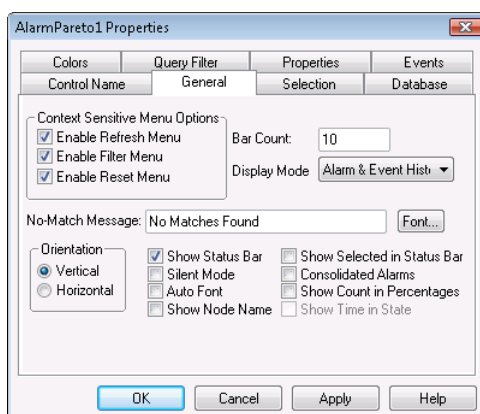 AlarmPareto1 Properties
Colors Query Filter Properties Events
Control Name General Selection Database
Context Sensitive Menu Options
Enable Refresh Menu
Enable Filter Menu
Enable Reset Menu
Bar Count: 10
Display Mode Alarm & Event Hist
No-Match Message: No Matches Found Font...
Orientation
Vertical
Horizontal
Show Status Bar
Silent Mode
Auto Font
Show Node Name
Show Selected in Status Bar
Consolidated Alarms
Show Count in Percentages
Show Time in State
OK Cancel Apply Help